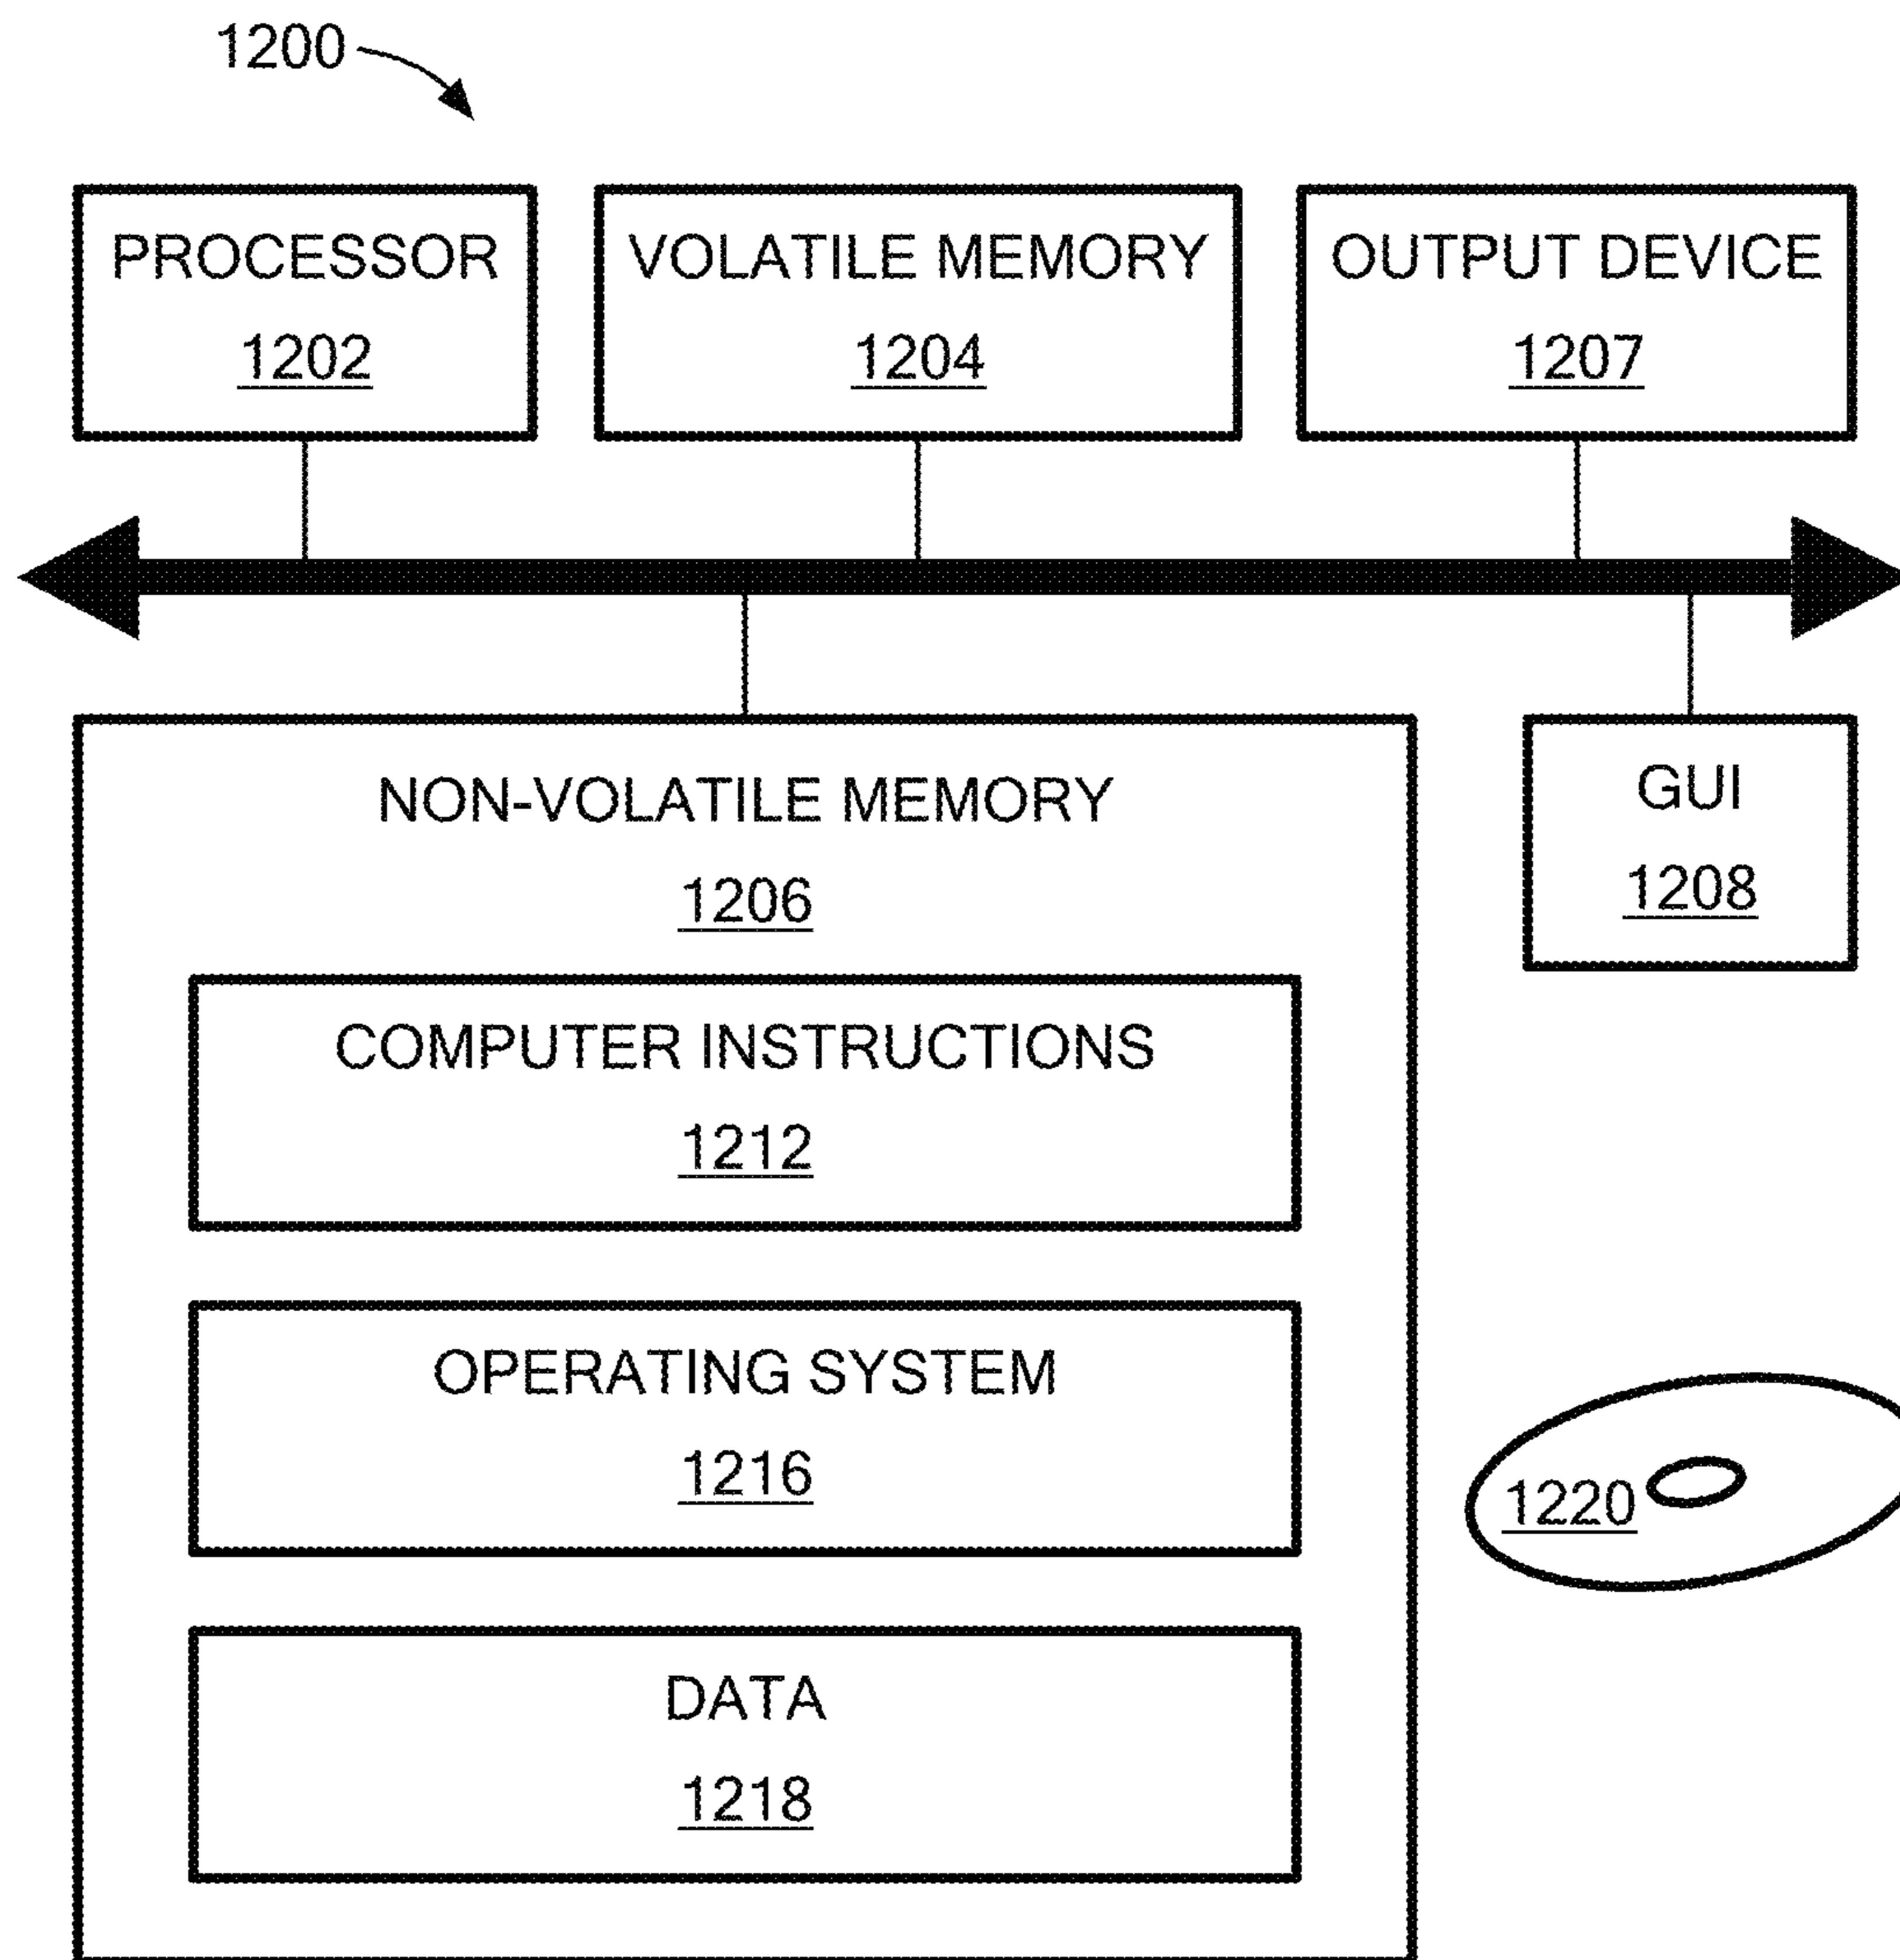 1200
PROCESSOR
1202
VOLATILE MEMORY
1204
OUTPUT DEVICE
1207
NON-VOLATILE MEMORY
1206
GUI
1208
COMPUTER INSTRUCTIONS
1212
OPERATING SYSTEM
1216
1220
DATA
1218